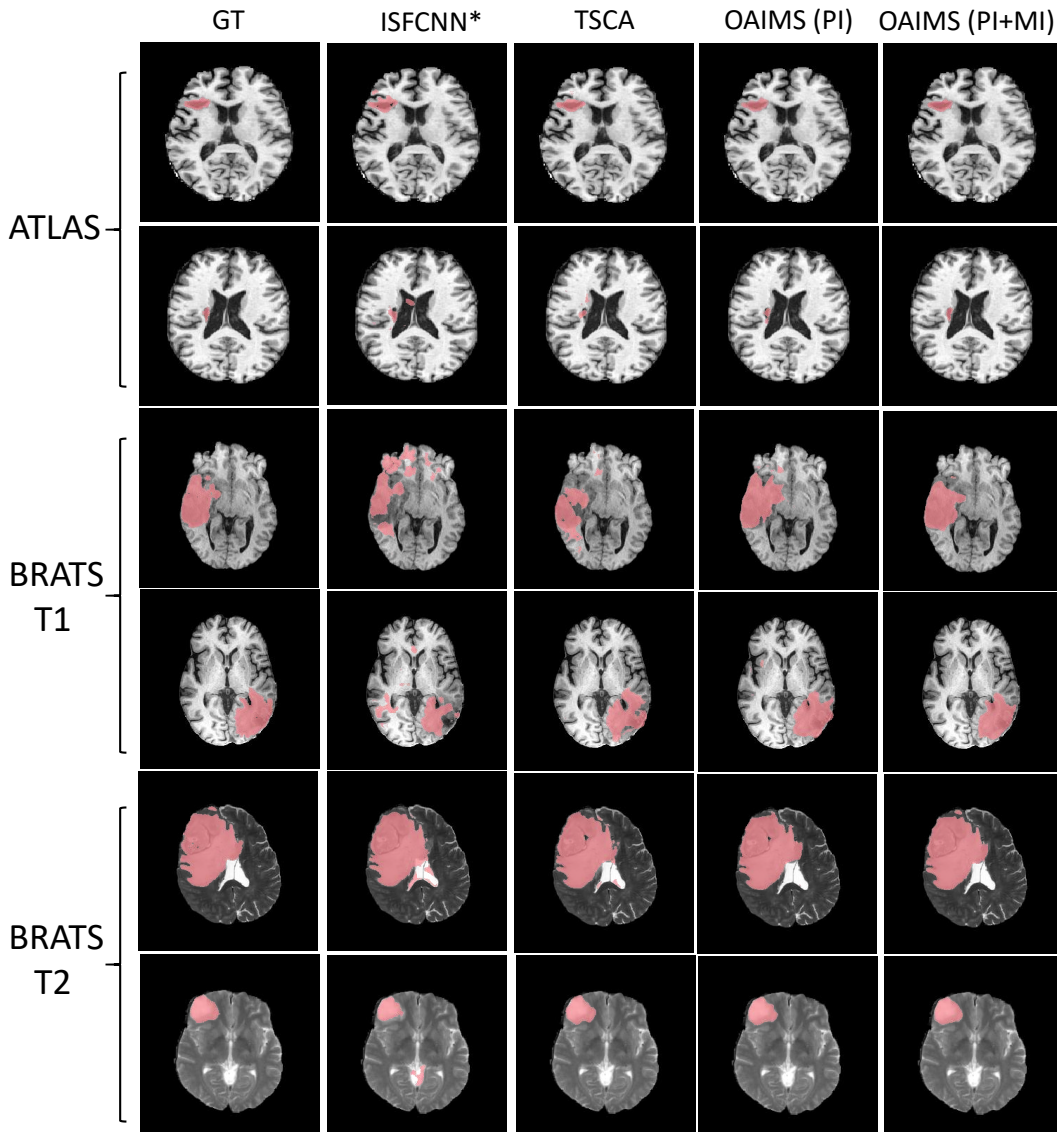 GT ISFCNN* TSCA OAIMS (PI) OAIMS (PI+MI)
ATLAS
BRATS
T1
BRATS
T2